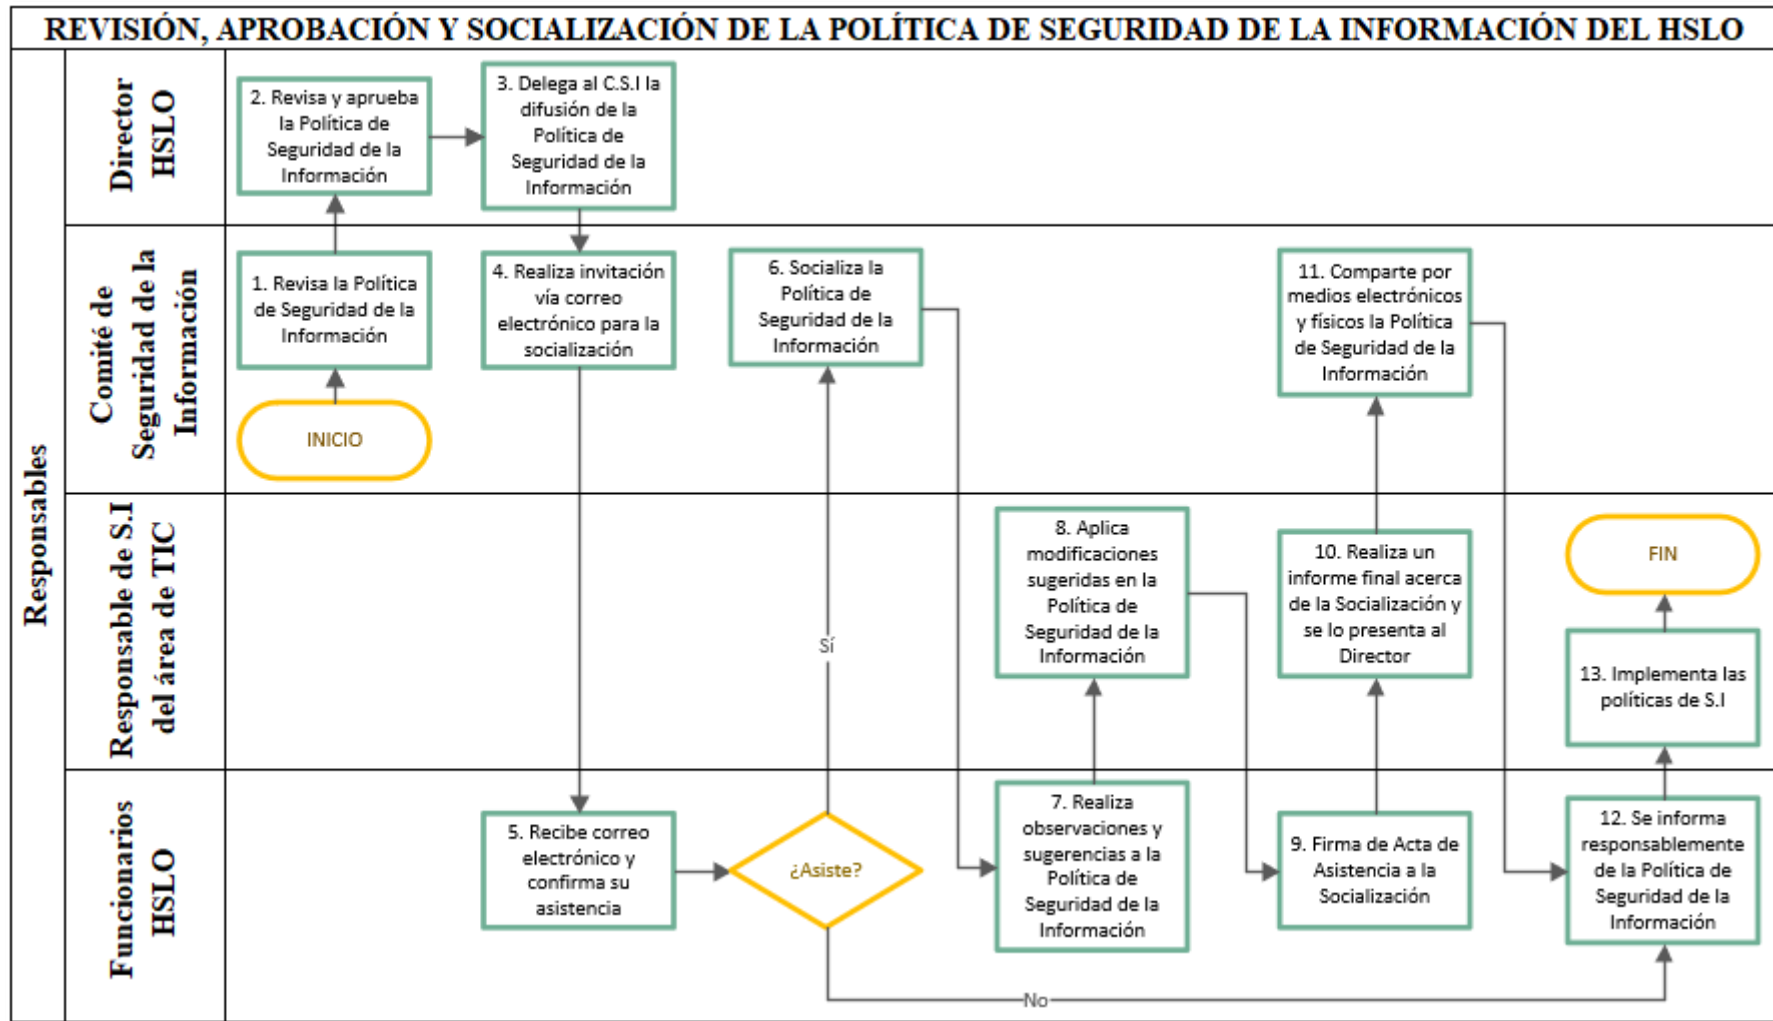 REVISIÓN, APROBACIÓN Y SOCIALIZACIÓN DE LA POLÍTICA DE SEGURIDAD DE LA INFORMACIÓN DEL HSLO
Responsables
Director
HSLO
2. Revisa y aprueba
la Política de
Seguridad de la
Información
3. Delega al C.S.I la
difusión de la
Política de
Seguridad de la
Información
Comité de
Seguridad de la
Información
1. Revisa la Política
de Seguridad de la
Información
INICIO
4. Realiza invitación
vía correo
electrónico para la
socialización
6. Socializa la
Política de
Seguridad de la
Información
11. Comparte por
medios electrónicos
y físicos la Política
de Seguridad de la
Información
Responsable de S.I
del área de TIC
Sí
8. Aplica
modificaciones
sugeridas en la
Política de
Seguridad de la
Información
10. Realiza un
informe final acerca
de la Socialización y
se lo presenta al
Director
FIN
13. Implementa las
políticas de S.I
Funcionarios
HSLO
5. Recibe correo
electrónico y
confirma su
asistencia
¿Asiste?
7. Realiza
observaciones y
sugerencias a la
Política de
Seguridad de la
Información
9. Firma de Acta de
Asistencia a la
Socialización
12. Se informa
responsablemente
de la Política de
Seguridad de la
Información
No